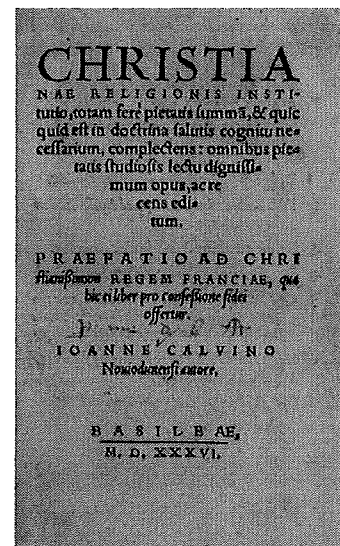 CHRISTIA
NAE RELIGIONIS INSTI-
tutio, totam ferè pietatis summã, & quic
quid est in doctrina salutis cognitu ne-
cessarium, complectens: omnibus pie-
tatis studiosis lectu dignissi-
mum opus, ac re
cens edi-
tum.
PRAEFATIO AD CHRI
stianissimum REGEM FRANCIAE, qua
hic ei liber pro confessione fidei
offertur.
IOANNE CALVINO
Nouiodunensi autore.
BASILEAE,
M. D. XXXVI.